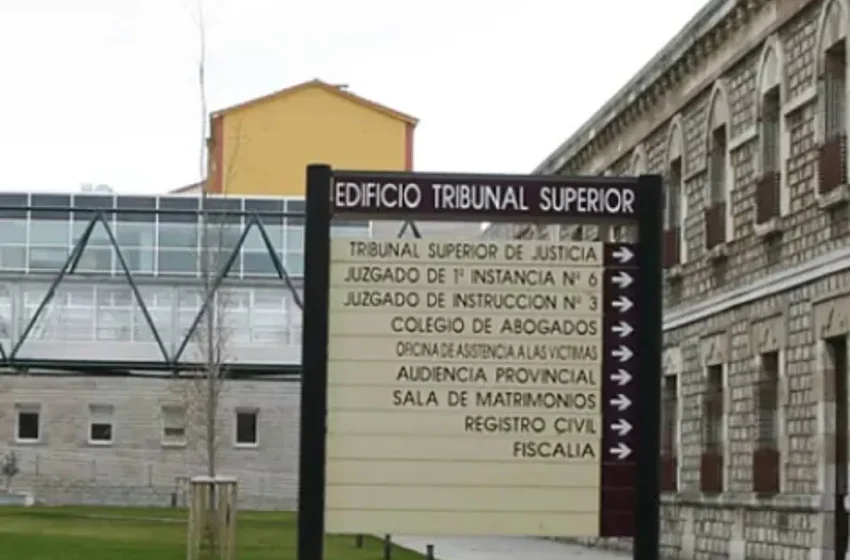 EDIFICIO TRIBUNAL SUPERIOR
TRIBUNAL SUPERIOR DE JUSTICIA
JUZGADO DE 1ª INSTANCIA Nº 6
JUZGADO DE INSTRUCCION Nº 3
COLEGIO DE ABOGADOS
OFICINA DE ASISTENCIA A LAS VICTIMAS
AUDIENCIA PROVINCIAL
SALA DE MATRIMONIOS
REGISTRO CIVIL
FISCALIA